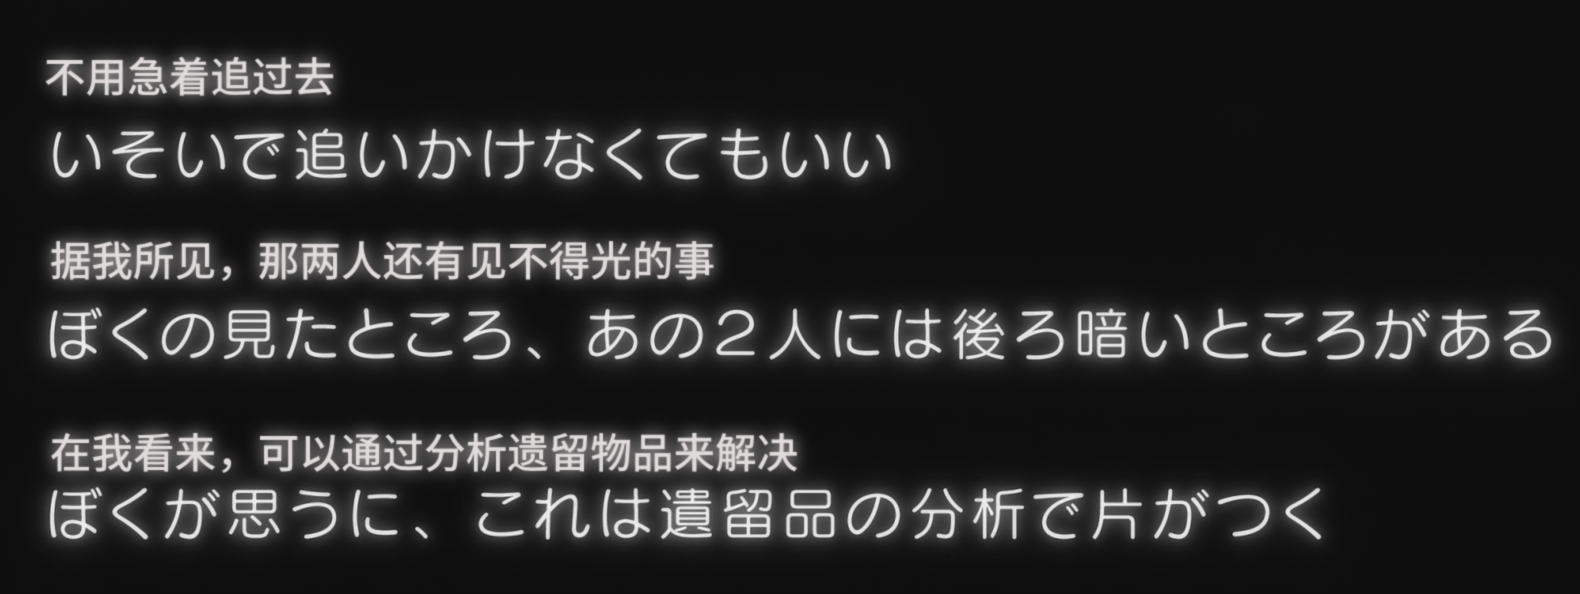 不用急着追过去
いそいで追いかけなくてもいい
据我所见，那两人还有见不得光的事
ぼくの見たところ、あの２人には後ろ暗いところがある
在我看来，可以通过分析遗留物品来解决
ぼくが思うに、これは遺留品の分析で片がつく